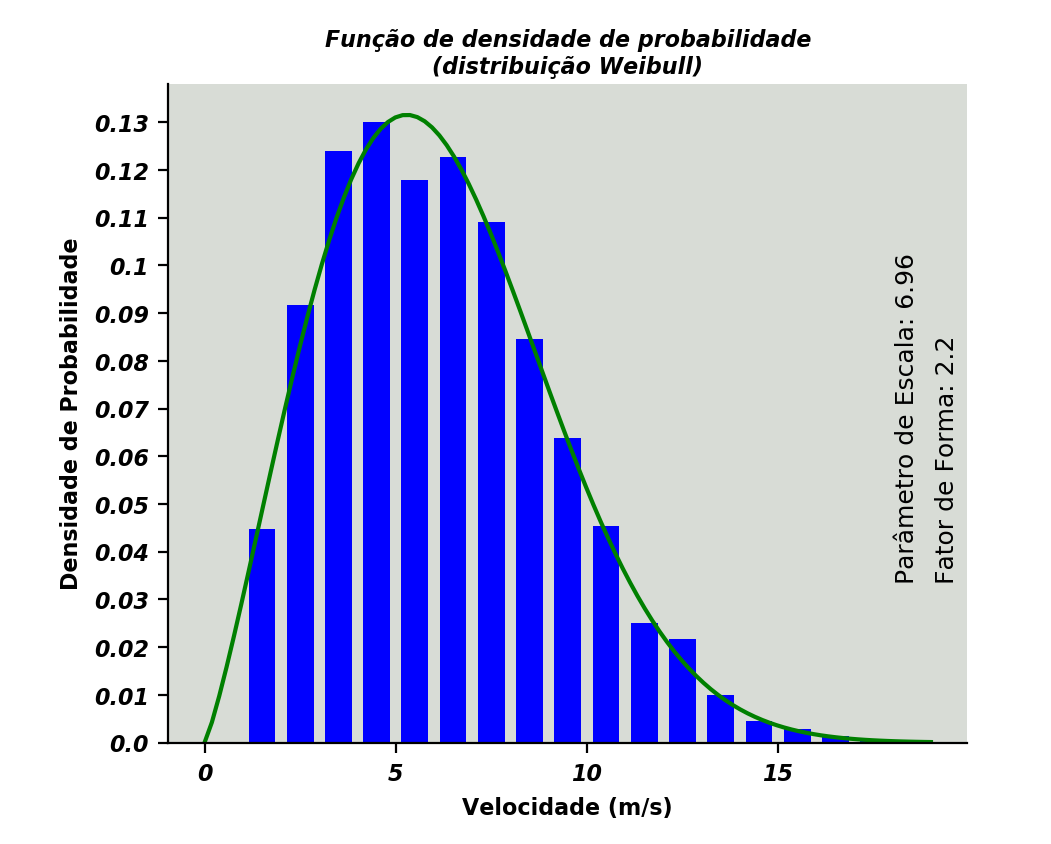 Função de densidade de probabilidade
(distribuição Weibull)
0.13
0.12
0.11
0.1
0.09
0.08
0.07
0.06
0.05
0.04
0.03
0.02
0.01
0.0
Densidade de Probabilidade
0 5 10 15
Velocidade (m/s)
Parâmetro de Escala: 6.96
Fator de Forma: 2.2